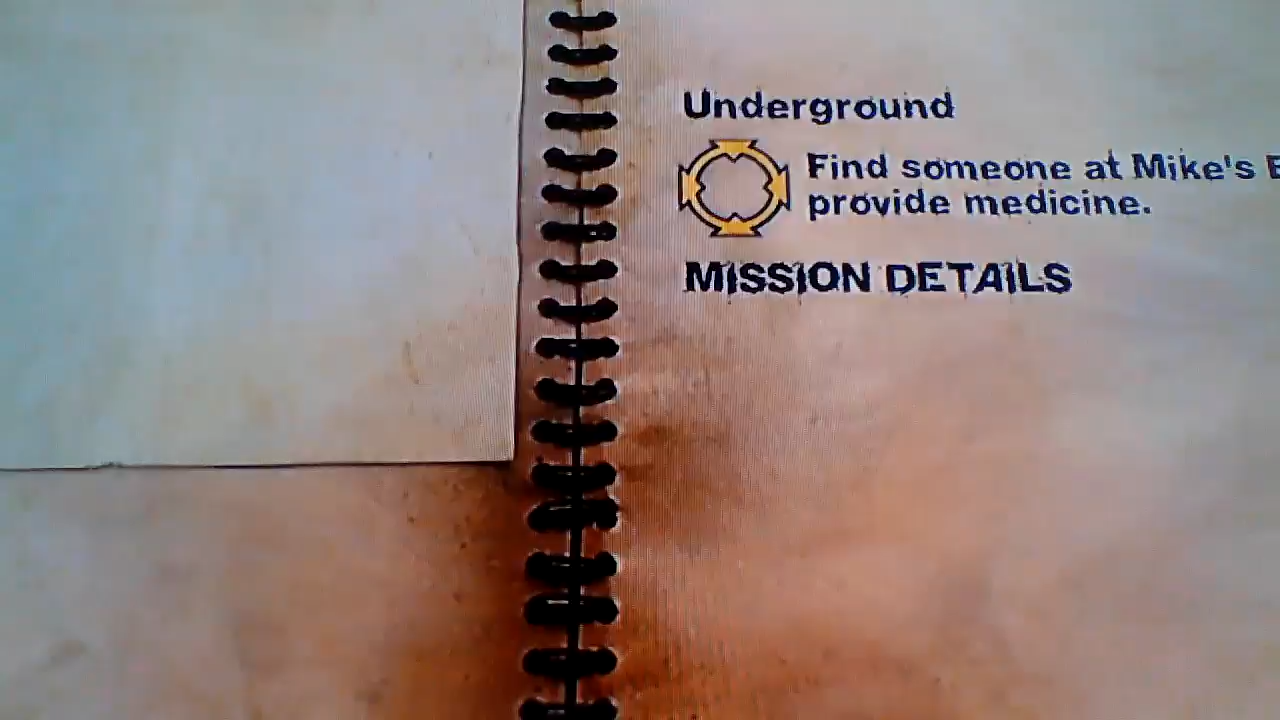 Underground
Find someone at Mike's
provide medicine.
MISSION DETAILS